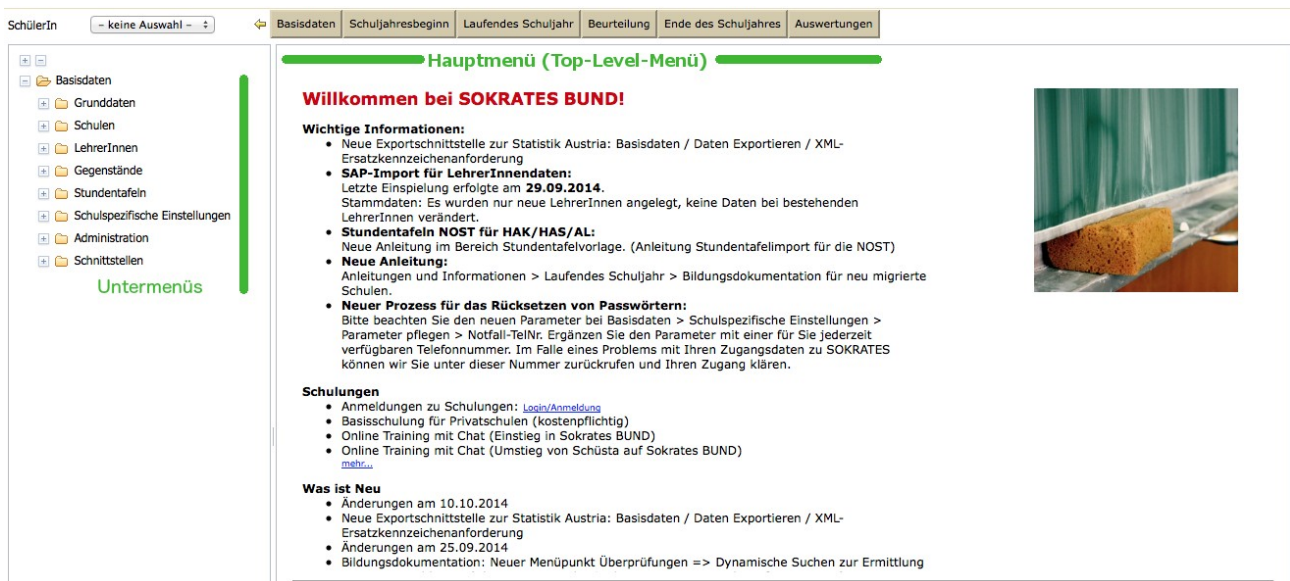 SchülerIn
– keine Auswahl –
Basisdaten
Schuljahresbeginn
Laufendes Schuljahr
Beurteilung
Ende des Schuljahres
Auswertungen
Basisdaten
Grunddaten
Schulen
LehrerInnen
Gegenstände
Stundentafeln
Schulspezifische Einstellungen
Administration
Schnittstellen
Untermenüs
Hauptmenü (Top-Level-Menü)
Willkommen bei SOKRATES BUND!
Wichtige Informationen:
• Neue Exportschnittstelle zur Statistik Austria: Basisdaten / Daten Exportieren / XML-
Ersatzkennzeichenanforderung
• SAP-Import für LehrerInnendaten:
Letzte Einspielung erfolgte am 29.09.2014.
Stammdaten: Es wurden nur neue LehrerInnen angelegt, keine Daten bei bestehenden
LehrerInnen verändert.
• Stundentafeln NOST für HAK/HAS/AL:
Neue Anleitung im Bereich Stundentafelvorlage. (Anleitung Stundentafelimport für die NOST)
• Neue Anleitung:
Anleitungen und Informationen > Laufendes Schuljahr > Bildungsdokumentation für neu migrierte
Schulen.
• Neuer Prozess für das Rücksetzen von Passwörtern:
Bitte beachten Sie den neuen Parameter bei Basisdaten > Schulspezifische Einstellungen >
Parameter pflegen > Notfall-TelNr. Ergänzen Sie den Parameter mit einer für Sie jederzeit
verfügbaren Telefonnummer. Im Falle eines Problems mit Ihren Zugangsdaten zu SOKRATES
können wir Sie unter dieser Nummer zurückrufen und Ihren Zugang klären.
Schulungen
• Anmeldungen zu Schulungen: Login/Anmeldung
• Basisschulung für Privatschulen (kostenpflichtig)
• Online Training mit Chat (Einstieg in Sokrates BUND)
• Online Training mit Chat (Umstieg von Schüsta auf Sokrates BUND)
mehr...
Was ist Neu
• Änderungen am 10.10.2014
• Neue Exportschnittstelle zur Statistik Austria: Basisdaten / Daten Exportieren / XML-
Ersatzkennzeichenanforderung
• Änderungen am 25.09.2014
• Bildungsdokumentation: Neuer Menüpunkt Überprüfungen => Dynamische Suchen zur Ermittlung